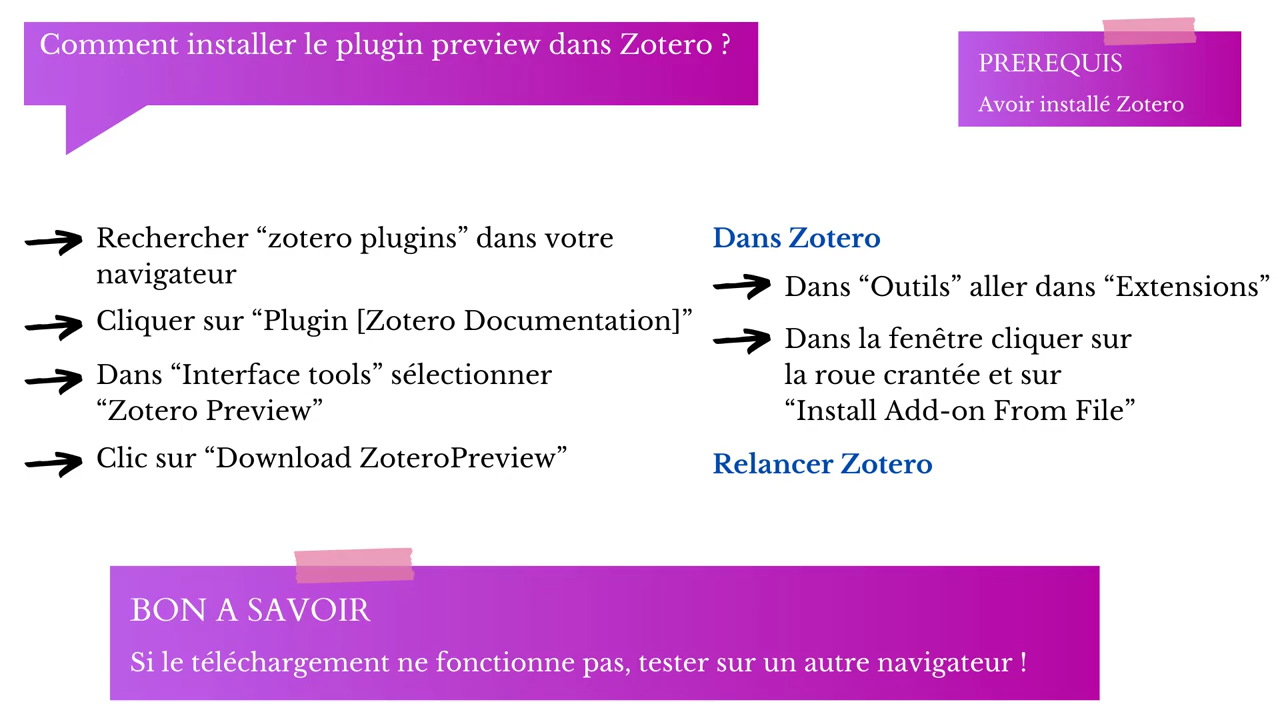 Comment installer le plugin preview dans Zotero ?
PREREQUIS
Avoir installé Zotero
Rechercher “zotero plugins” dans votre
navigateur
Cliquer sur “Plugin [Zotero Documentation]”
Dans “Interface tools” sélectionner
“Zotero Preview”
Clic sur “Download ZoteroPreview”
Dans Zotero
Dans “Outils” aller dans “Extensions”
Dans la fenêtre cliquer sur
la roue crantée et sur
“Install Add-on From File”
Relancer Zotero
BON A SAVOIR
Si le téléchargement ne fonctionne pas, tester sur un autre navigateur !